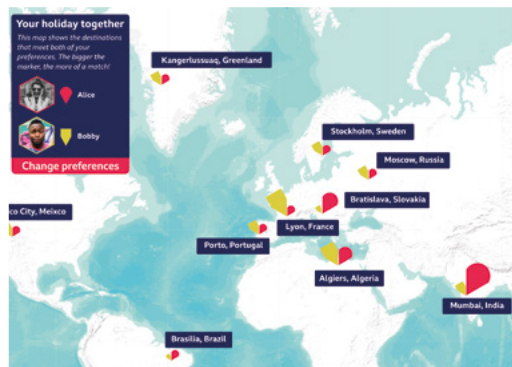 Your holiday together
This map shows the destinations
that meet both of your
preferences. The bigger the
marker, the more of a match!
Alice
Bobby
Change preferences
Kangerlussuaq, Greenland
Stockholm, Sweden
Moscow, Russia
Bratislava, Slovakia
co City, Meixco
Lyon, France
Porto, Portugal
Algiers, Algeria
Mumbai, India
Brasilia, Brazil